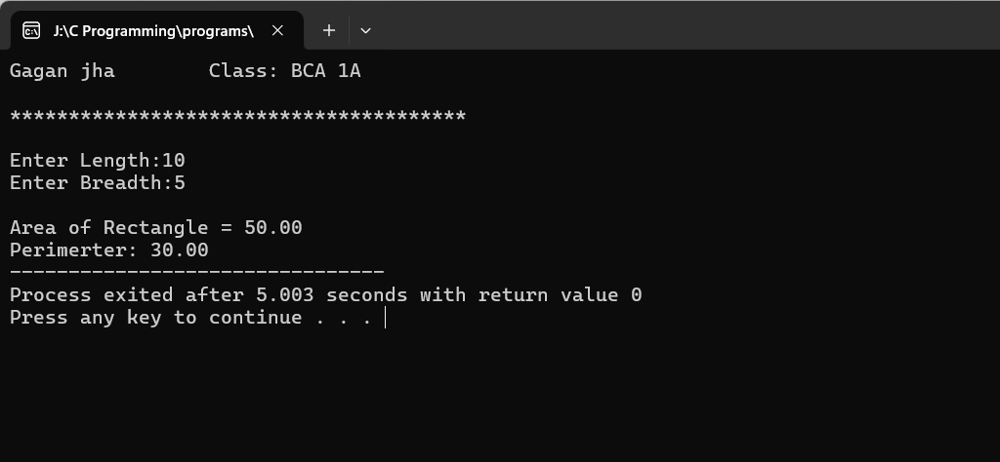 J:\C Programming\programs\
Gagan jha        Class: BCA 1A
***************************************
Enter Length:10
Enter Breadth:5
Area of Rectangle = 50.00
Perimerter: 30.00
--------------------------------
Process exited after 5.003 seconds with return value 0
Press any key to continue . . .